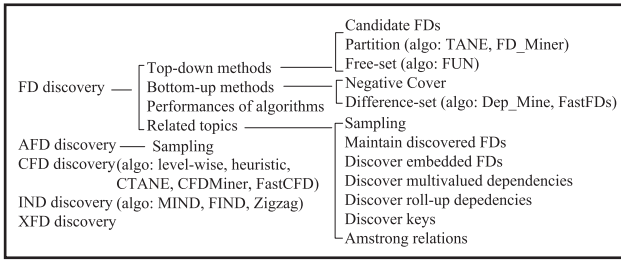 Candidate FDs
Partition (algo: TANE, FD_Miner)
Top-down methods
Free-set (algo: FUN)
Bottom-up methods
Negative Cover
FD discovery
Performances of algorithms
Difference-set (algo: Dep_Mine, FastFDs)
Related topics
Sampling
AFD discovery
Sampling
Maintain discovered FDs
CFD discovery (algo: level-wise, heuristic,
Discover embedded FDs
CTANE, CFDMiner, FastCFD)
Discover multivalued dependencies
IND discovery (algo: MIND, FIND, Zigzag)
Discover roll-up depedencies
XFD discovery
Discover keys
Amstrong relations